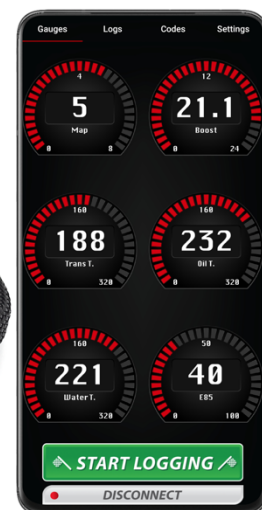 Gauges Logs Codes Settings
4
5
Map
0 8
12
21.1
Boost
0 24
160
188
Trans T.
0 320
160
232
Oil T.
0 320
160
221
Water T.
0 320
50
40
E85
0 100
START LOGGING
DISCONNECT